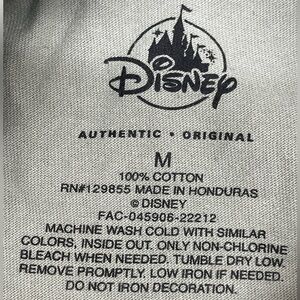 Disney
AUTHENTIC • ORIGINAL
M
100% COTTON
RN#129855 MADE IN HONDURAS
© DISNEY
FAC-045906-22212
MACHINE WASH COLD WITH SIMILAR
COLORS, INSIDE OUT. ONLY NON-CHLORINE
BLEACH WHEN NEEDED. TUMBLE DRY LOW.
REMOVE PROMPTLY. LOW IRON IF NEEDED.
DO NOT IRON DECORATION.